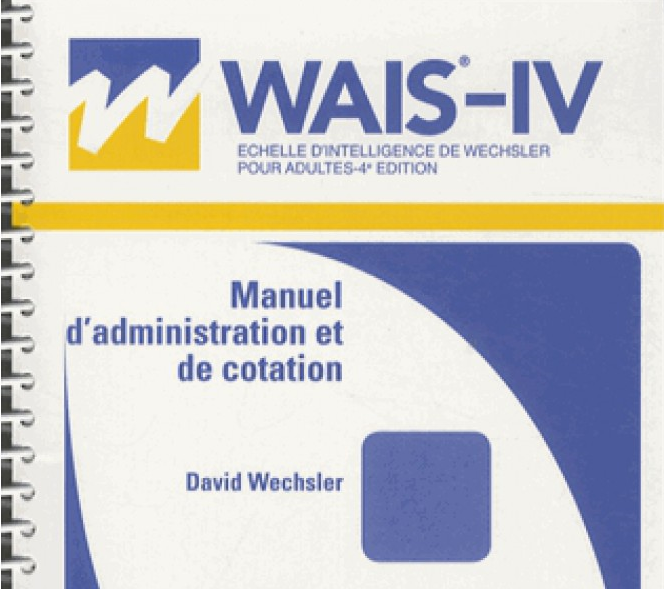 WAIS®-IV
ECHELLE D'INTELLIGENCE DE WECHSLER
POUR ADULTES-4ᵉ EDITION
Manuel
d'administration et
de cotation
David Wechsler